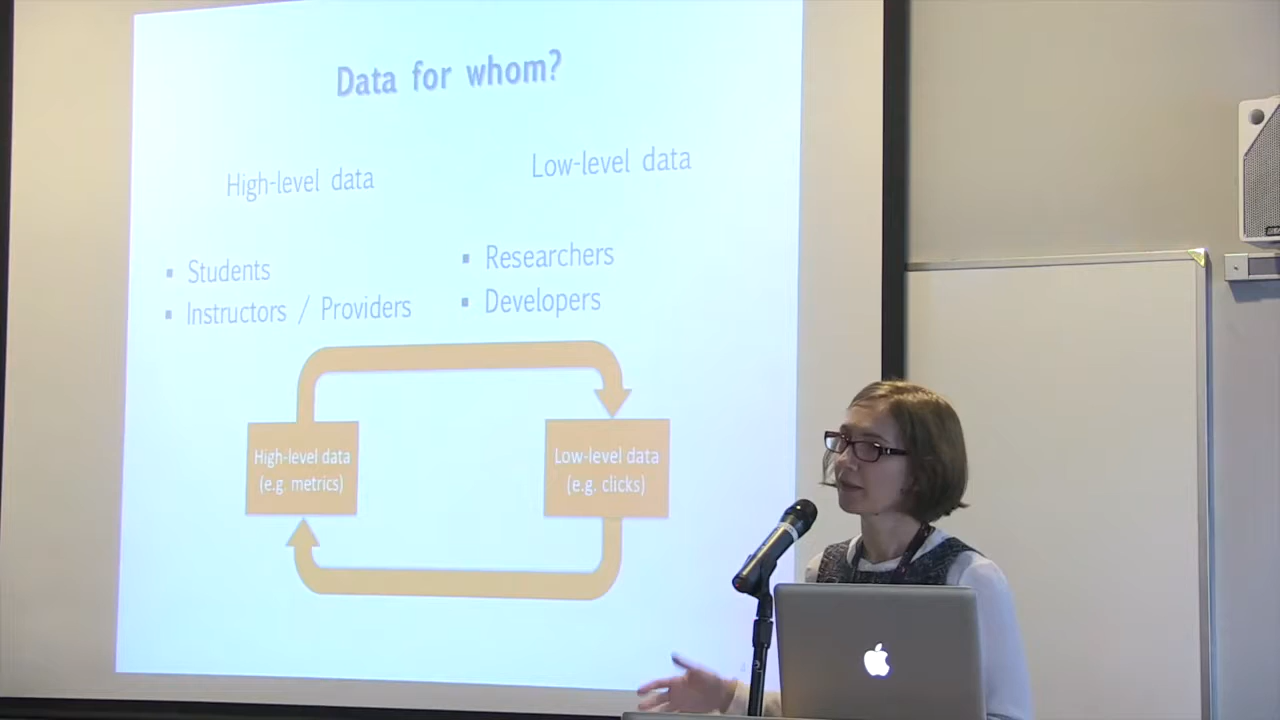 Data for whom?
High-level data
▪ Students
▪ Instructors / Providers
Low-level data
▪ Researchers
▪ Developers
High-level data
(e.g. metrics)
Low-level data
(e.g. clicks)